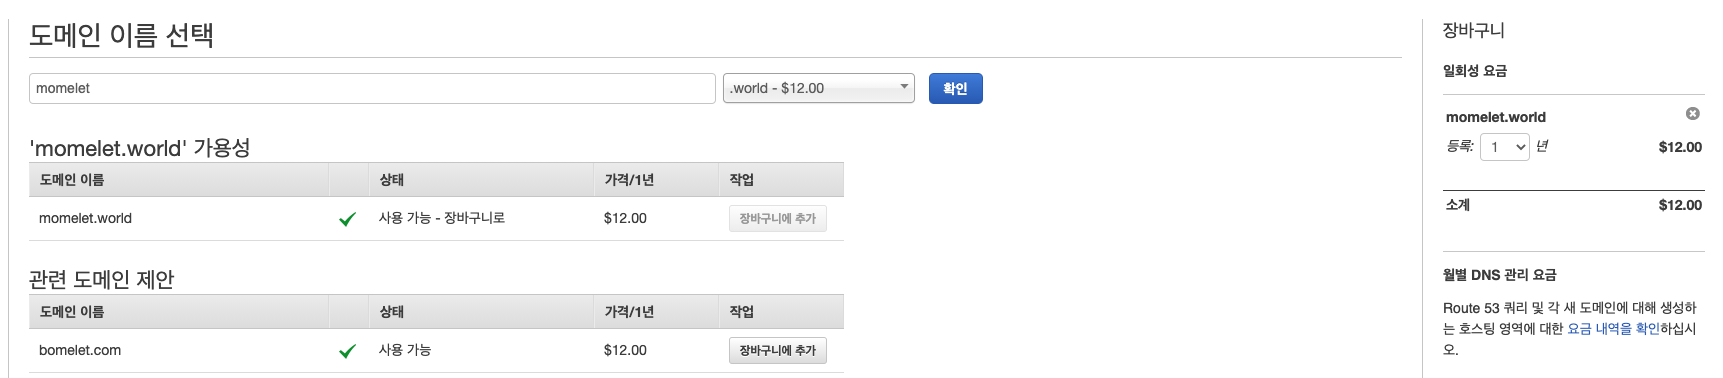 도메인 이름 선택
momelet
.world - $12.00
확인
'momelet.world' 가용성
도메인 이름 상태 가격/1년 작업
momelet.world 사용 가능 - 장바구니로 $12.00 장바구니에 추가
관련 도메인 제안
도메인 이름 상태 가격/1년 작업
bomelet.com 사용 가능 $12.00 장바구니에 추가
장바구니
일회성 요금
momelet.world
등록: 1 년 $12.00
소계 $12.00
월별 DNS 관리 요금
Route 53 쿼리 및 각 새 도메인에 대해 생성하
는 호스팅 영역에 대한 요금 내역을 확인하십시
오.